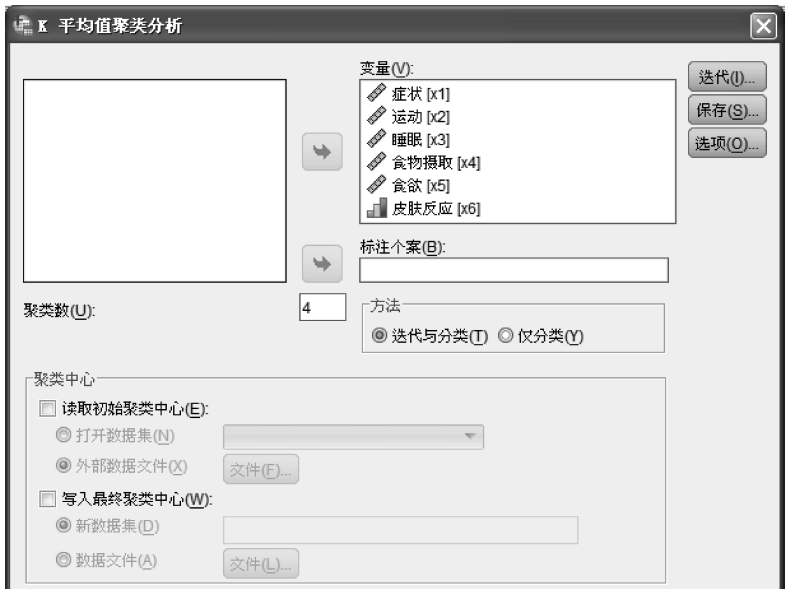 K 平均值聚类分析
变量(V):
症状 [x1]
运动 [x2]
睡眠 [x3]
食物摄取 [x4]
食欲 [x5]
皮肤反应 [x6]
迭代(I)...
保存(S)...
选项(O)...
标注个案(B):
聚类数(U):
4
方法
迭代与分类(T) 仅分类(Y)
聚类中心
读取初始聚类中心(E):
打开数据集(N)
外部数据文件(X) 文件(F)...
写入最终聚类中心(W):
新数据集(D)
数据文件(A) 文件(L)...